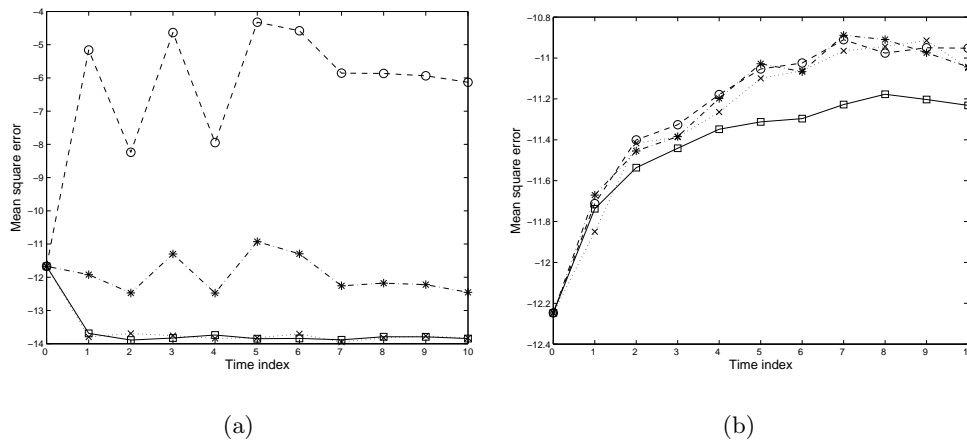 −4
−5
−6
−7
−8
−9
−10
−11
−12
−13
−14
Mean square error
0 1 2 3 4 5 6 7 8 9 10
Time index
(a)
−10.8
−11
−11.2
−11.4
−11.6
−11.8
−12
−12.2
−12.4
Mean square error
0 1 2 3 4 5 6 7 8 9
Time index
(b)